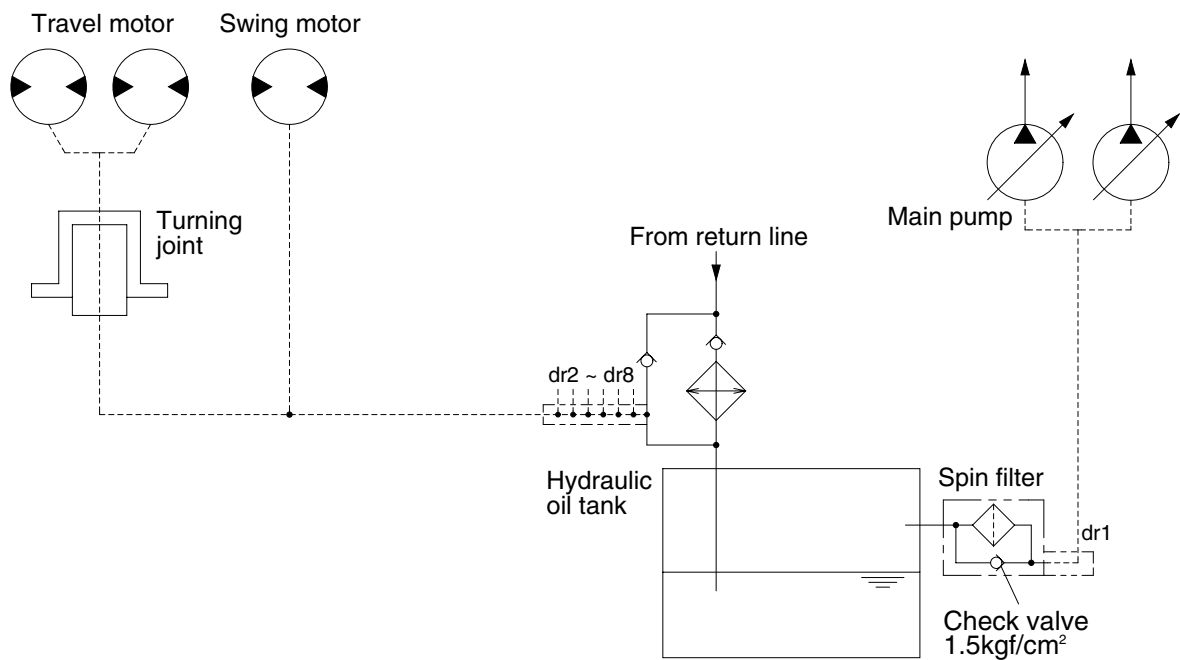 Travel motor
Swing motor
Turning
joint
Main pump
From return line
dr2 ~ dr8
Hydraulic
oil tank
Spin filter
dr1
Check valve
1.5kgf/cm²